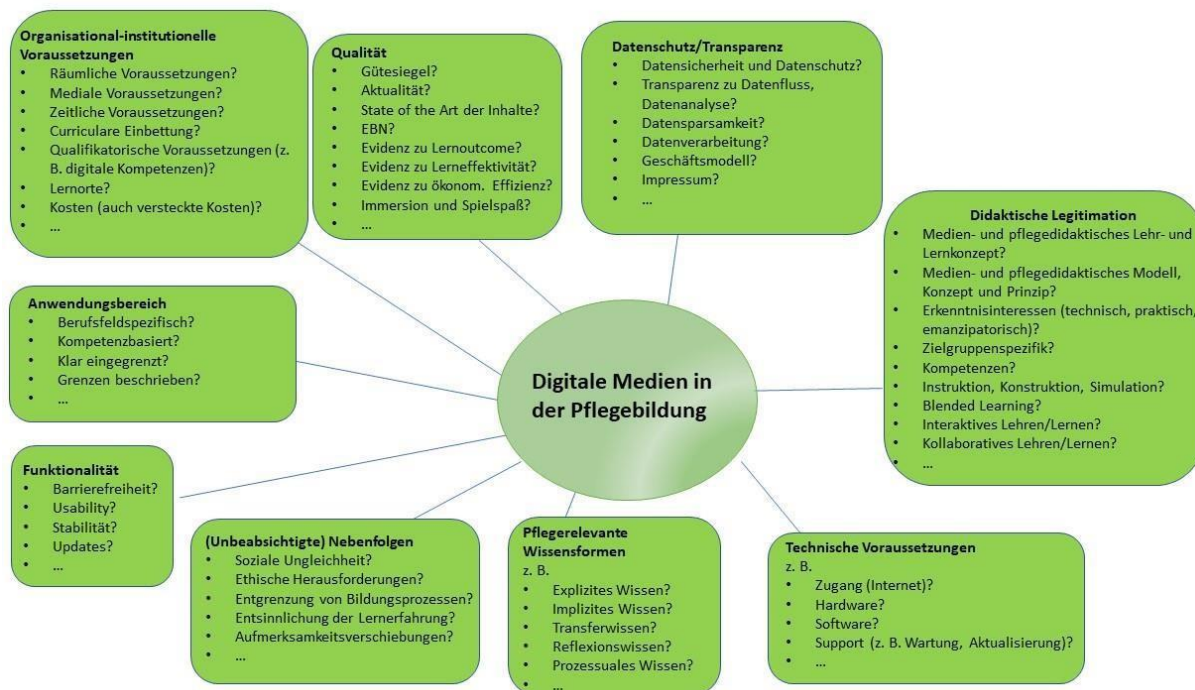 Organisational-institutionelle
Voraussetzungen
• Räumliche Voraussetzungen?
• Mediale Voraussetzungen?
• Zeitliche Voraussetzungen?
• Curriculare Einbettung?
• Qualifikatorische Voraussetzungen (z.
B. digitale Kompetenzen)?
• Lernorte?
• Kosten (auch versteckte Kosten)?
• ...
Qualität
• Gütesiegel?
• Aktualität?
• State of the Art der Inhalte?
• EBN?
• Evidenz zu Lernoutcome?
• Evidenz zu Lerneffektivität?
• Evidenz zu ökonom. Effizienz?
• Immersion und Spielspaß?
• ...
Datenschutz/Transparenz
• Datensicherheit und Datenschutz?
• Transparenz zu Datenfluss,
Datenanalyse?
• Datensparsamkeit?
• Datenverarbeitung?
• Geschäftsmodell?
• Impressum?
• ...
Didaktische Legitimation
• Medien- und pflegedidaktisches Lehr- und
Lernkonzept?
• Medien- und pflegedidaktisches Modell,
Konzept und Prinzip?
• Erkenntnisinteressen (technisch, praktisch,
emanzipatorisch)?
• Zielgruppenspezifik?
• Kompetenzen?
• Instruktion, Konstruktion, Simulation?
• Blended Learning?
• Interaktives Lehren/Lernen?
• Kollaboratives Lehren/Lernen?
• ...
Anwendungsbereich
• Berufsfeldspezifisch?
• Kompetenzbasiert?
• Klar eingegrenzt?
• Grenzen beschrieben?
• ...
Digitale Medien in
der Pflegebildung
Funktionalität
• Barrierefreiheit?
• Usability?
• Stabilität?
• Updates?
• ...
(Unbeabsichtigte) Nebenfolgen
• Soziale Ungleichheit?
• Ethische Herausforderungen?
• Entgrenzung von Bildungsprozessen?
• Entsinnlichung der Lernerfahrung?
• Aufmerksamkeitsverschiebungen?
• ...
Pflegerelevante
Wissensformen
z. B.
• Explizites Wissen?
• Implizites Wissen?
• Transferwissen?
• Reflexionswissen?
• Prozessuales Wissen?
• ...
Technische Voraussetzungen
z. B.
• Zugang (Internet)?
• Hardware?
• Software?
• Support (z. B. Wartung, Aktualisierung)?
• ...